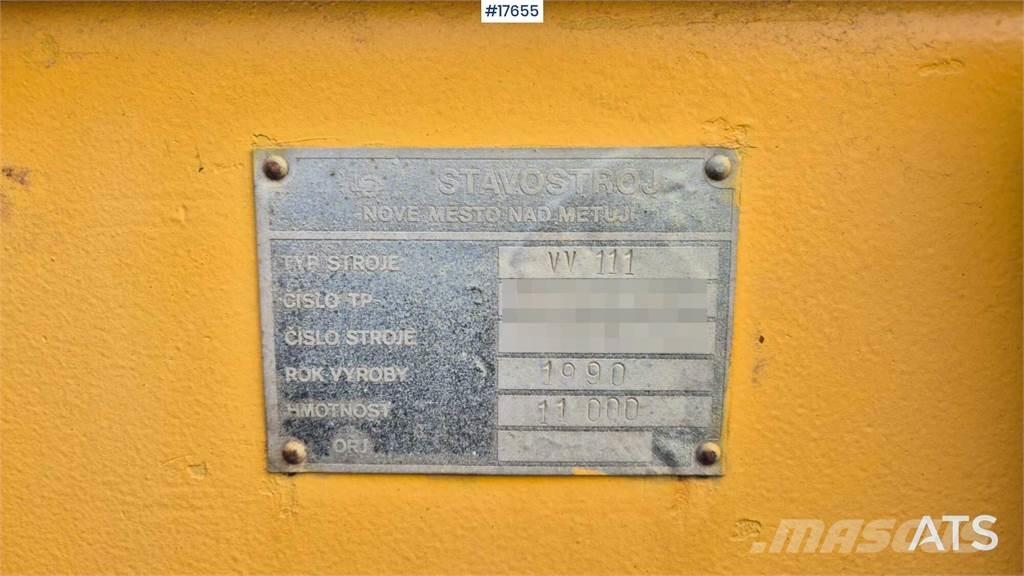 #17655
STAVOSTROJ
NOVÉ MĚSTO NAD METUJÍ
TYP STROJE VV 111
ČÍSLO TP
ČÍSLO STROJE
ROK VÝROBY 1990
HMOTNOST 11 000
ORJ
MASCUS
ATS